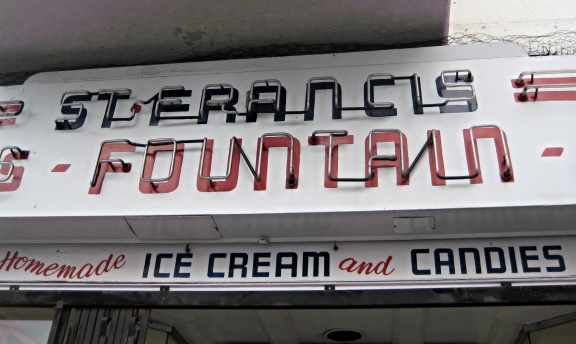 ST. FRANCIS
- FOUNTAIN -
Homemade ICE CREAM and CANDIES